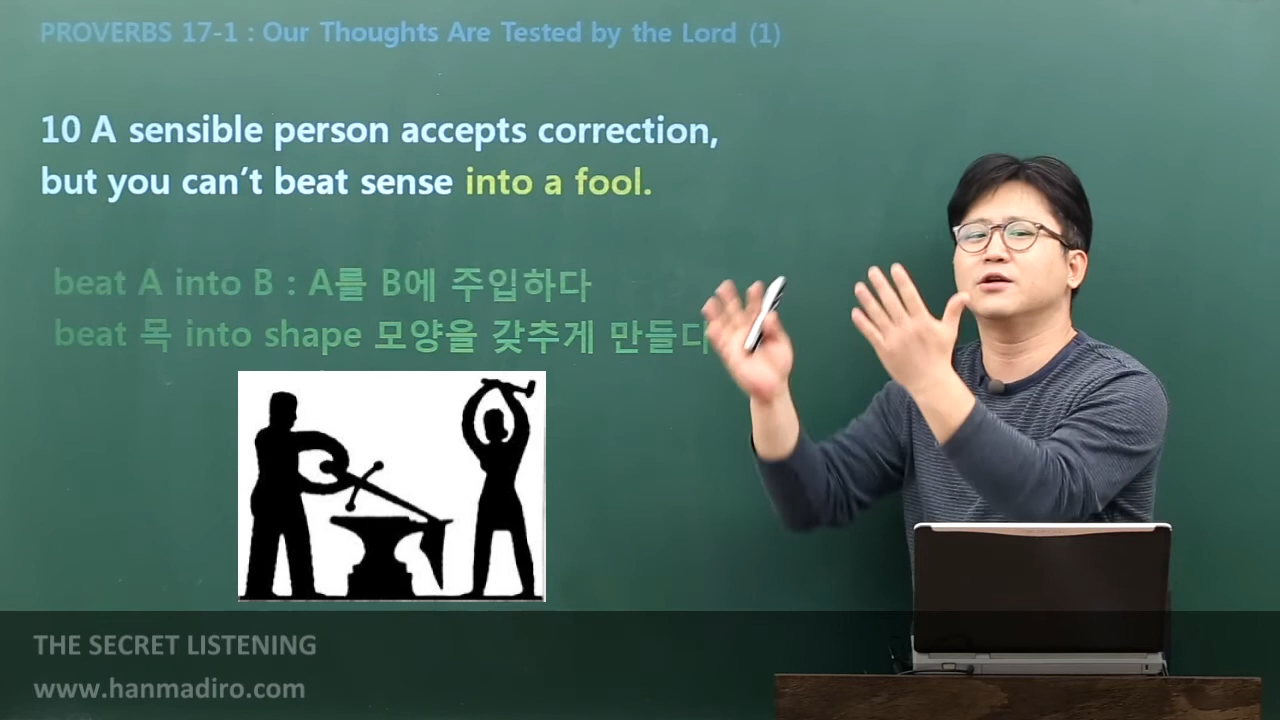 PROVERBS 17-1 : Our Thoughts Are Tested by the Lord (1)
10 A sensible person accepts correction,
but you can’t beat sense into a fool.
beat A into B : A를 B에 주입하다
beat 목 into shape 모양을 갖추게 만들다
THE SECRET LISTENING
www.hanmadiro.com